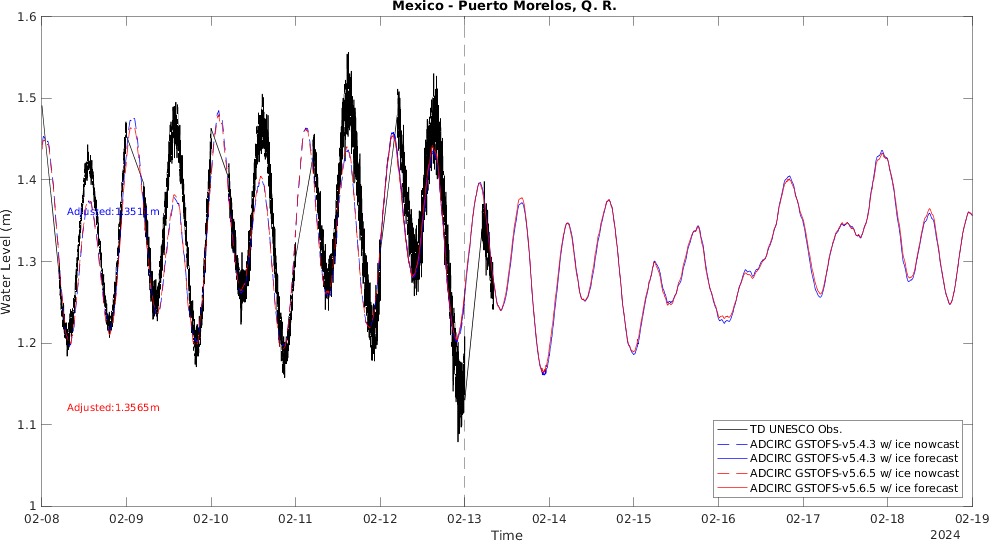 Mexico - Puerto Morelos, Q. R.
1.6
1.5
1.4
1.3
1.2
1.1
1
Water Level (m)
Adjusted:1.3511m
Adjusted:1.3565m
TD UNESCO Obs.
ADCIRC GSTOFS-v5.4.3 w/ ice nowcast
ADCIRC GSTOFS-v5.4.3 w/ ice forecast
ADCIRC GSTOFS-v5.6.5 w/ ice nowcast
ADCIRC GSTOFS-v5.6.5 w/ ice forecast
02-08 02-09 02-10 02-11 02-12 02-13 02-14 02-15 02-16 02-17 02-18 02-19
Time
2024